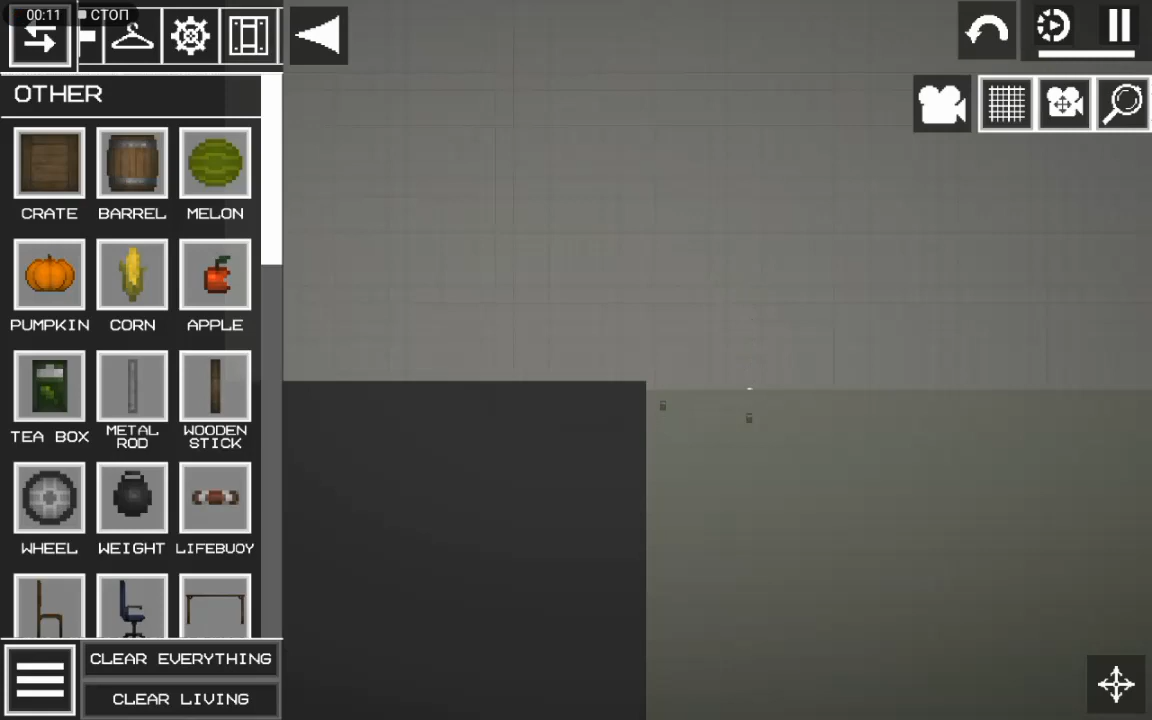 00:11 СТОП
OTHER
CRATE BARREL MELON
PUMPKIN CORN APPLE
TEA BOX METAL ROD WOODEN STICK
WHEEL WEIGHT LIFEBUOY
CLEAR EVERYTHING
CLEAR LIVING